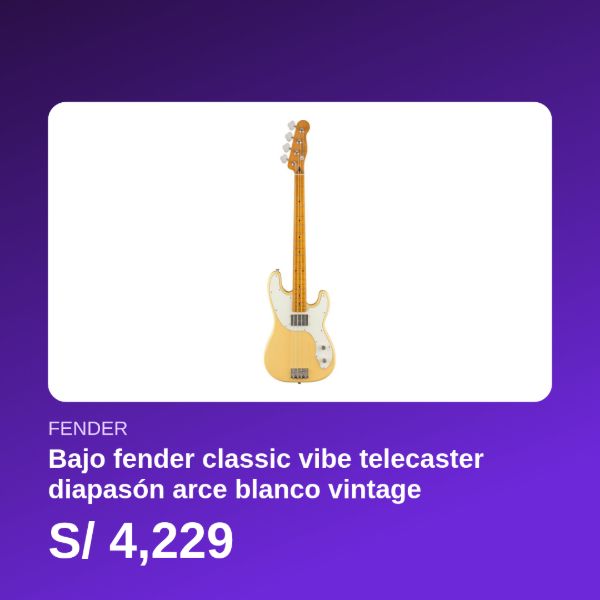 FENDER
Bajo fender classic vibe telecaster
diapasón arce blanco vintage
S/ 4,229